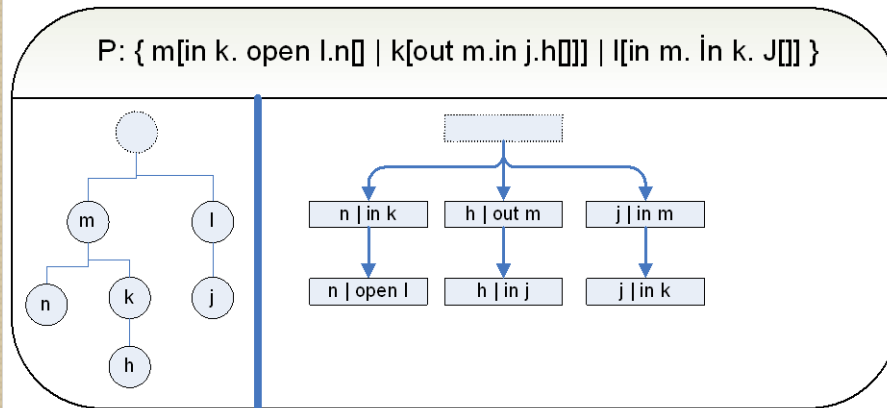 P: { m[in k. open l.n[] | k[out m.in j.h[]]] | l[in m. İn k. J[]] }
m
l
n
k
j
h
n | in k
h | out m
j | in m
n | open l
h | in j
j | in k